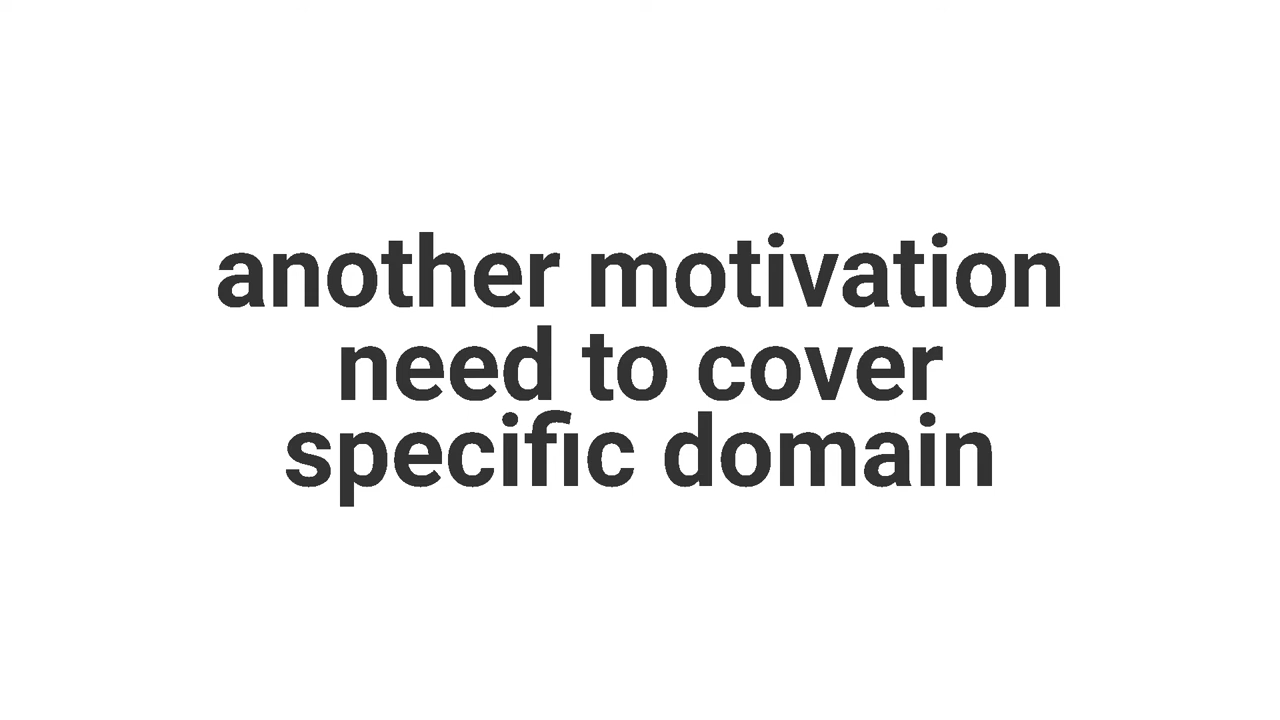 another motivation
need to cover
specific domain